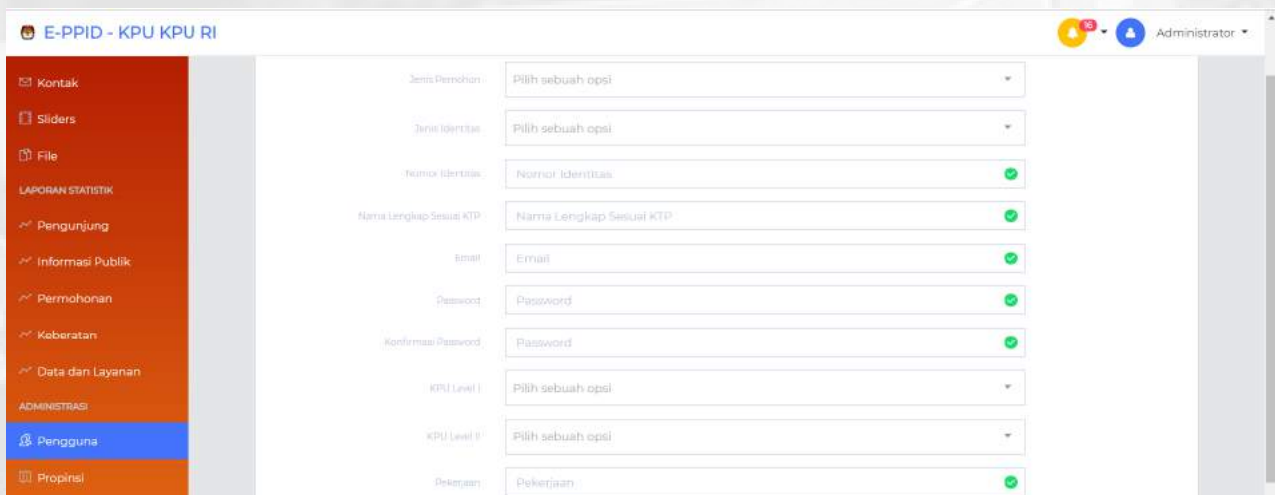 E-PPID - KPU KPU RI
16
Administrator
Kontak
Sliders
File
LAPORAN STATISTIK
Pengunjung
Informasi Publik
Permohonan
Keberatan
Data dan Layanan
ADMINISTRASI
Pengguna
Propinsi
Jenis Pemohon Pilih sebuah opsi
Jenis Identitas Pilih sebuah opsi
Nomor Identitas Nomor Identitas
Nama Lengkap Sesuai KTP Nama Lengkap Sesuai KTP
Email Email
Password Password
Konfirmasi Password Password
KPU Level I Pilih sebuah opsi
KPU Level II Pilih sebuah opsi
Pekerjaan Pekerjaan